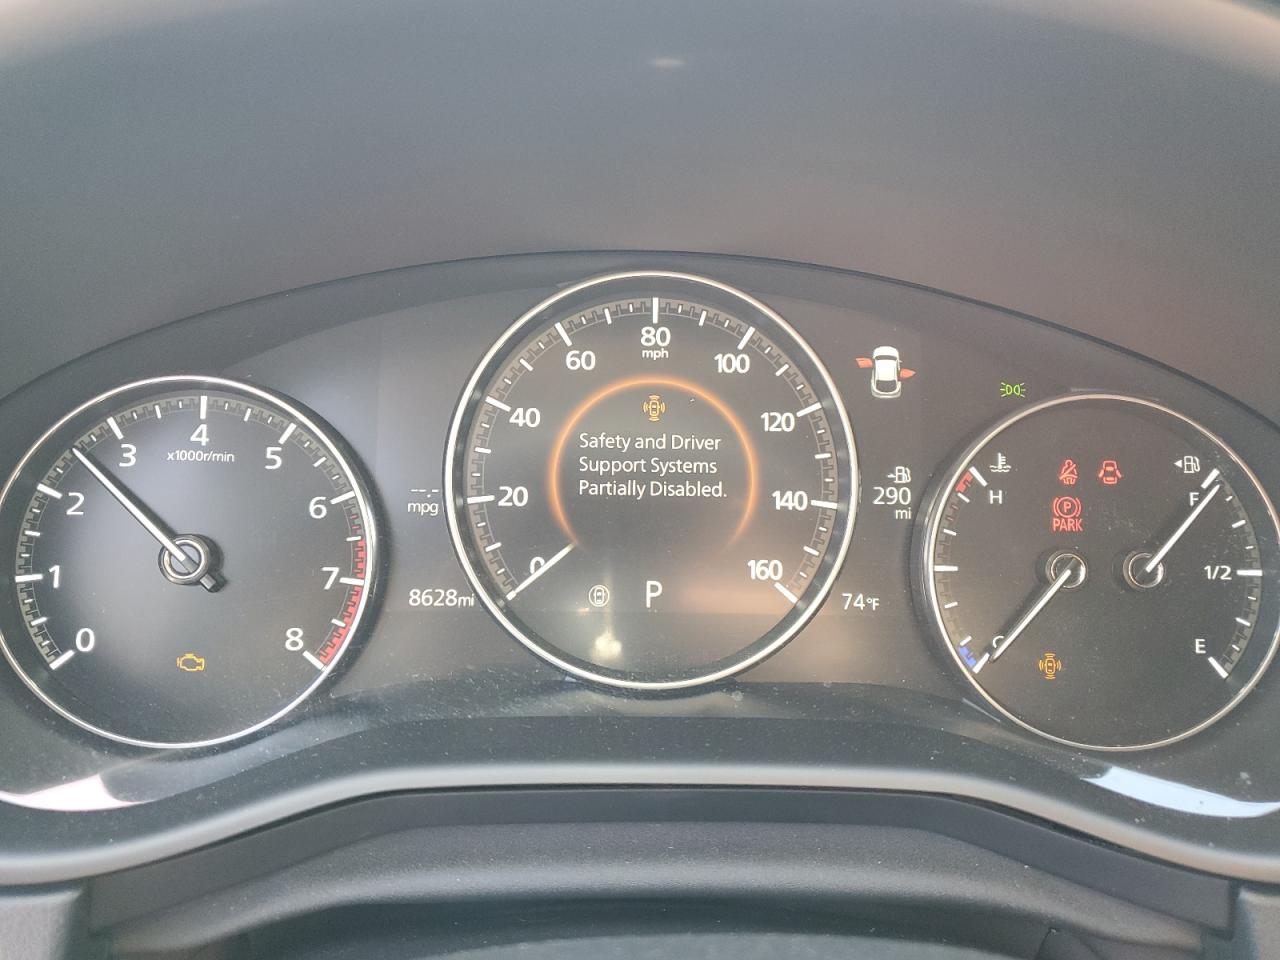 80
mph
60
100
40
120
4
x1000r/min
3
5
Safety and Driver
Support Systems
Partially Disabled.
2
6
20
140
--.-
mpg
290
mi
H
F
P
PARK
1
7
0
160
1/2
8628mi
P
74°F
0
8
C
E